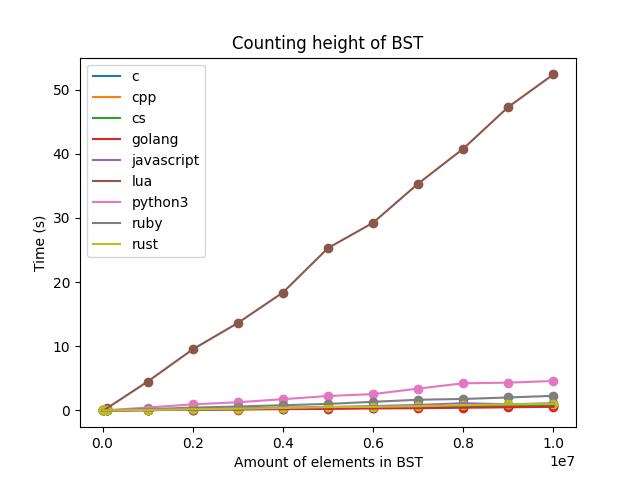 Counting height of BST
Time (s)
50
40
30
20
10
0
c
cpp
cs
golang
javascript
lua
python3
ruby
rust
0.0 0.2 0.4 0.6 0.8 1.0
1e7
Amount of elements in BST